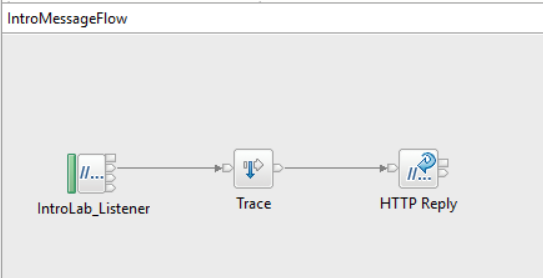 IntroMessageFlow
//...
//...
IntroLab_Listener
Trace
HTTP Reply